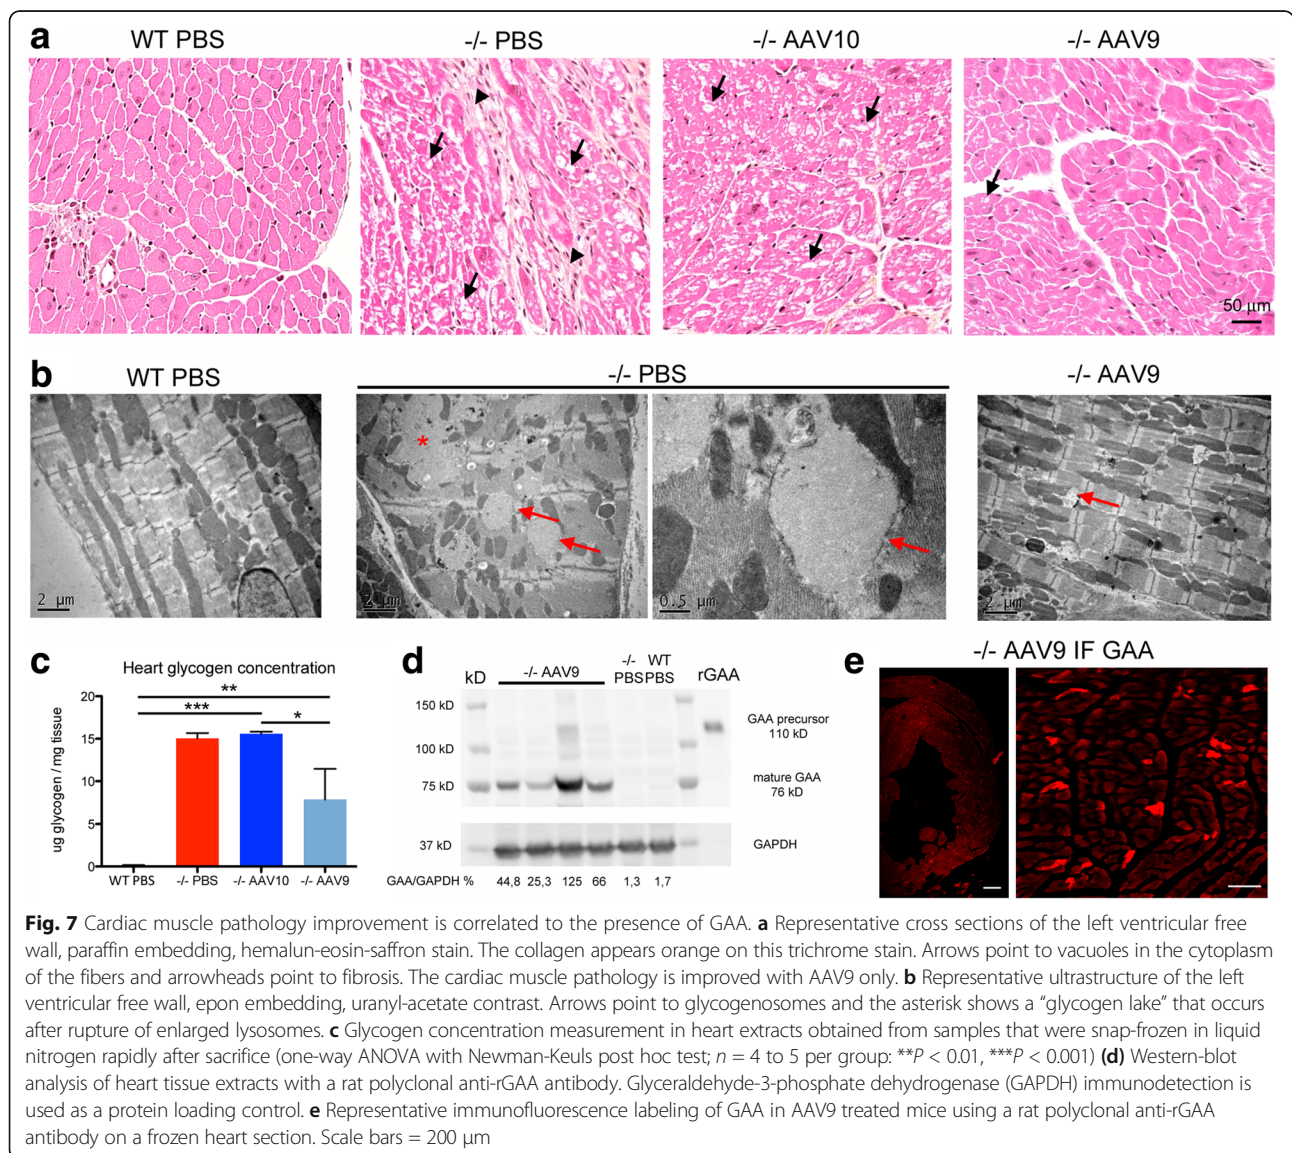 a
WT PBS
-/- PBS
-/- AAV10
-/- AAV9
50 µm
b
WT PBS
-/- PBS
-/- AAV9
*
2 µm
2 µm
0.5 µm
2 µm
c
Heart glycogen concentration
ug glycogen / mg tissue
20
15
10
5
0
**
***
*
WT PBS
-/- PBS
-/- AAV10
-/- AAV9
d
kD
-/- AAV9
-/- PBS
WT PBS
rGAA
150 kD
100 kD
75 kD
37 kD
GAA precursor
110 kD
mature GAA
76 kD
GAPDH
GAA/GAPDH % 44,8 25,3 125 66 1,3 1,7
e
-/- AAV9 IF GAA
Fig. 7 Cardiac muscle pathology improvement is correlated to the presence of GAA. a Representative cross sections of the left ventricular free
wall, paraffin embedding, hemalun-eosin-saffron stain. The collagen appears orange on this trichrome stain. Arrows point to vacuoles in the cytoplasm
of the fibers and arrowheads point to fibrosis. The cardiac muscle pathology is improved with AAV9 only. b Representative ultrastructure of the left
ventricular free wall, epon embedding, uranyl-acetate contrast. Arrows point to glycogenosomes and the asterisk shows a “glycogen lake” that occurs
after rupture of enlarged lysosomes. c Glycogen concentration measurement in heart extracts obtained from samples that were snap-frozen in liquid
nitrogen rapidly after sacrifice (one-way ANOVA with Newman-Keuls post hoc test; n = 4 to 5 per group: **P < 0.01, ***P < 0.001) (d) Western-blot
analysis of heart tissue extracts with a rat polyclonal anti-rGAA antibody. Glyceraldehyde-3-phosphate dehydrogenase (GAPDH) immunodetection is
used as a protein loading control. e Representative immunofluorescence labeling of GAA in AAV9 treated mice using a rat polyclonal anti-rGAA
antibody on a frozen heart section. Scale bars = 200 µm